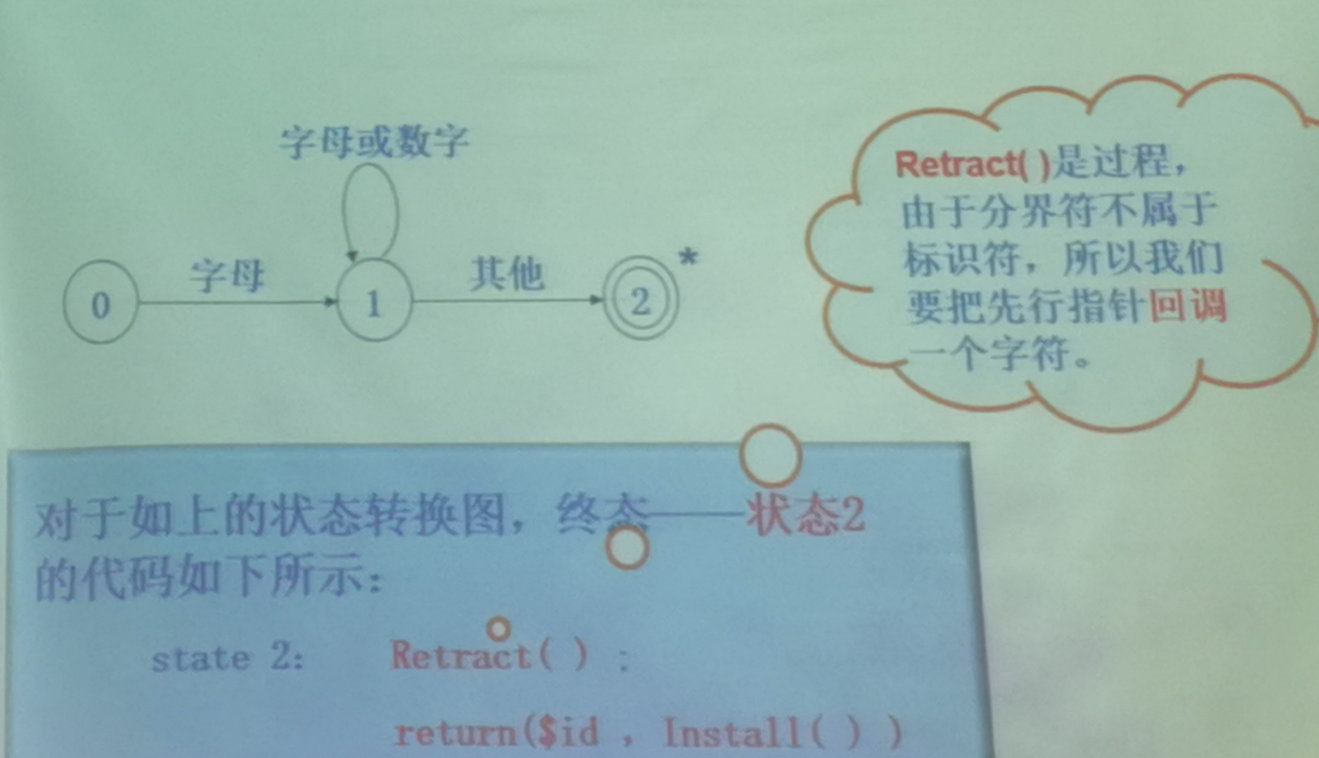 字母或数字
字母
其他
*
0
1
2
Retract( )是过程，
由于分界符不属于
标识符，所以我们
要把先行指针回调
一个字符。
对于如上的状态转换图，终态——状态2
的代码如下所示：
state 2: Retract( ) ;
return($id , Install( ) )